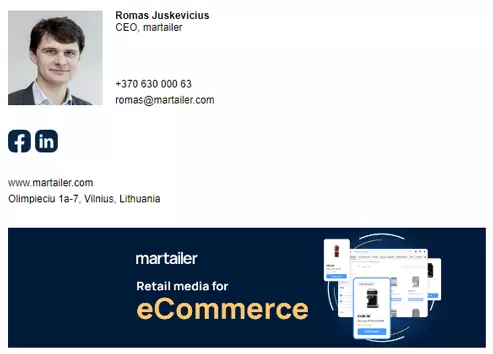 Romas Juskevicius
CEO, martailer
+370 630 000 63
romas@martailer.com
www.martailer.com
Olimpieciu 1a-7, Vilnius, Lithuania
martailer
Retail media for
eCommerce